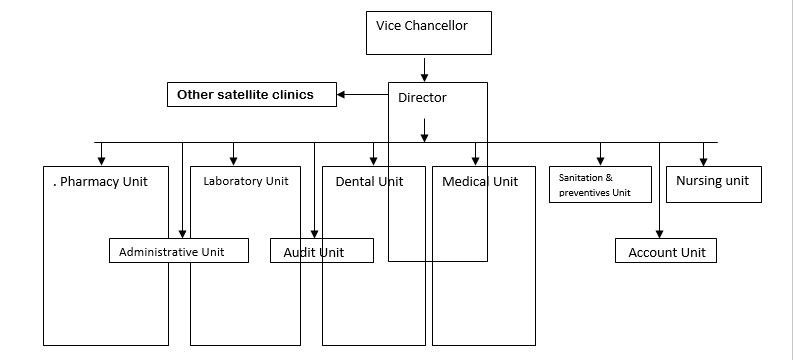 Vice Chancellor
Other satellite clinics
Director
. Pharmacy Unit
Laboratory Unit
Dental Unit
Medical Unit
Sanitation &
preventives Unit
Nursing unit
Administrative Unit
Audit Unit
Account Unit